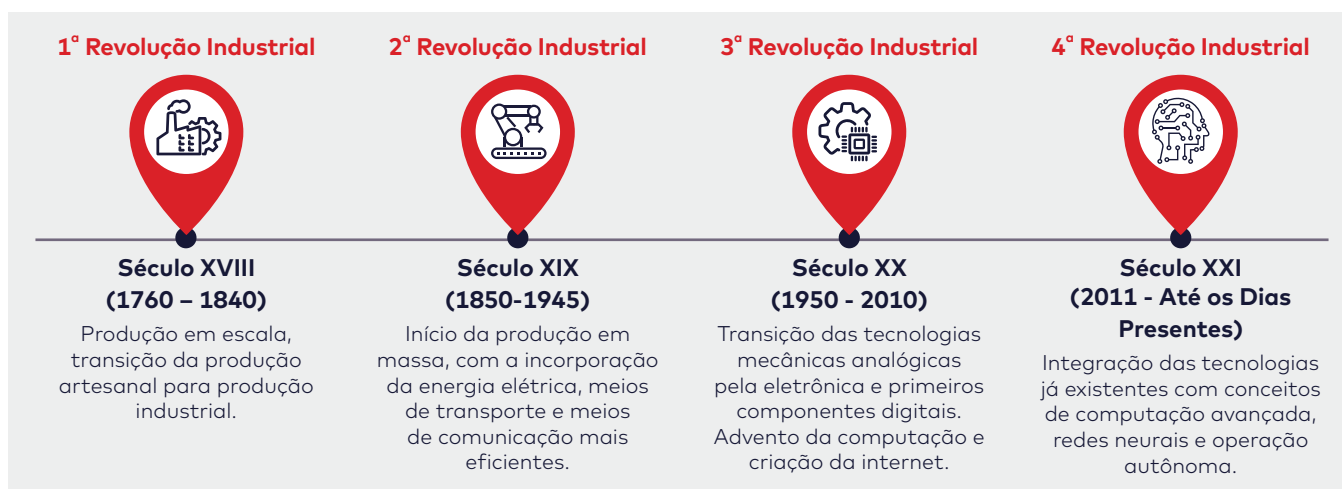 1ª Revolução Industrial
Século XVIII
(1760 – 1840)
Produção em escala,
transição da produção
artesanal para produção
industrial.
2ª Revolução Industrial
Século XIX
(1850-1945)
Início da produção em
massa, com a incorporação
da energia elétrica, meios
de transporte e meios
de comunicação mais
eficientes.
3ª Revolução Industrial
Século XX
(1950 - 2010)
Transição das tecnologias
mecânicas analógicas
pela eletrônica e primeiros
componentes digitais.
Advento da computação e
criação da internet.
4ª Revolução Industrial
Século XXI
(2011 - Até os Dias
Presentes)
Integração das tecnologias
já existentes com conceitos
de computação avançada,
redes neurais e operação
autônoma.